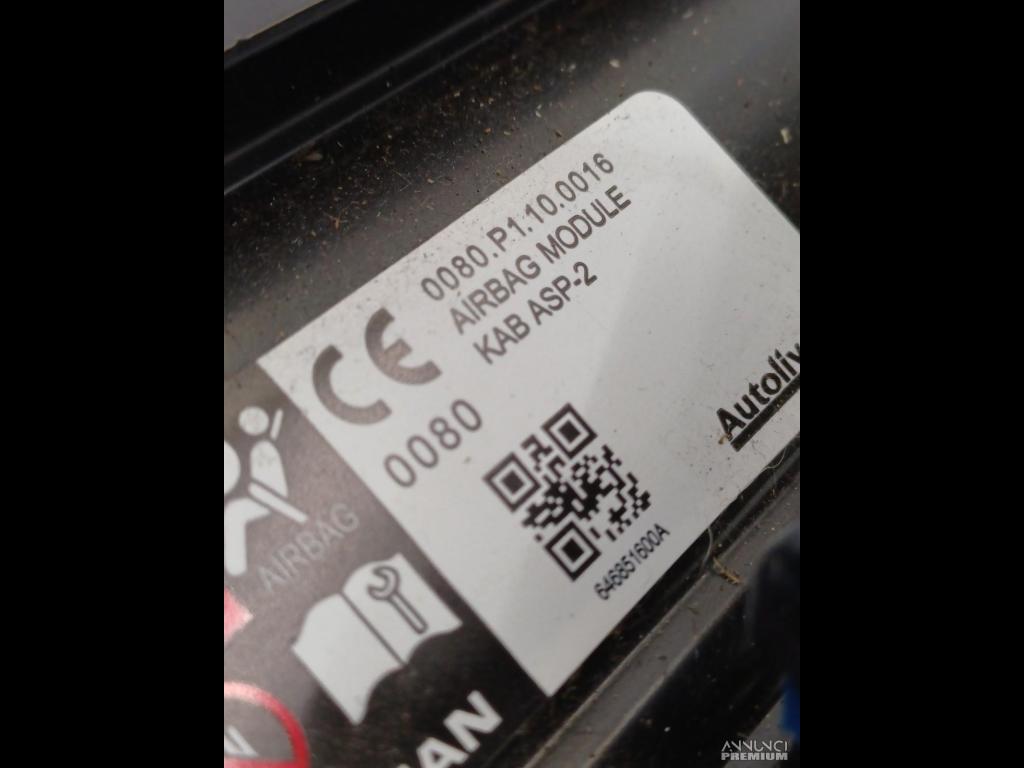 0080.P1.10.0016
AIRBAG MODULE
KAB ASP-2
CE
0080
Autoliv
646851600A
AIRBAG
ANNUNCI
PREMIUM